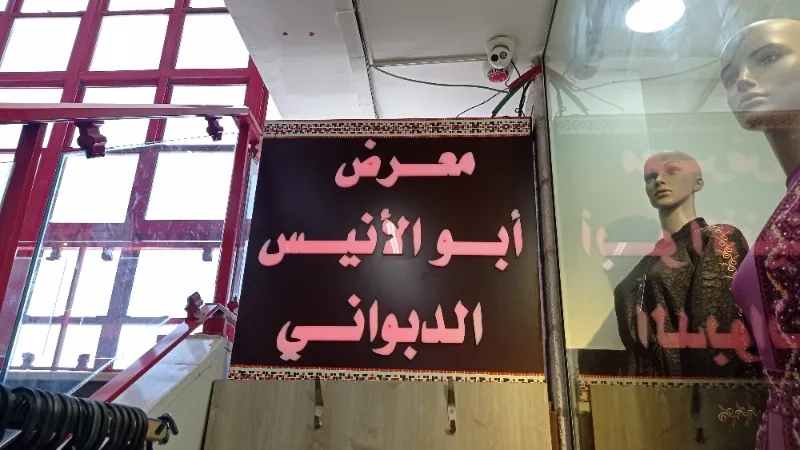 معرض
أبو الأنيس
الدبواني